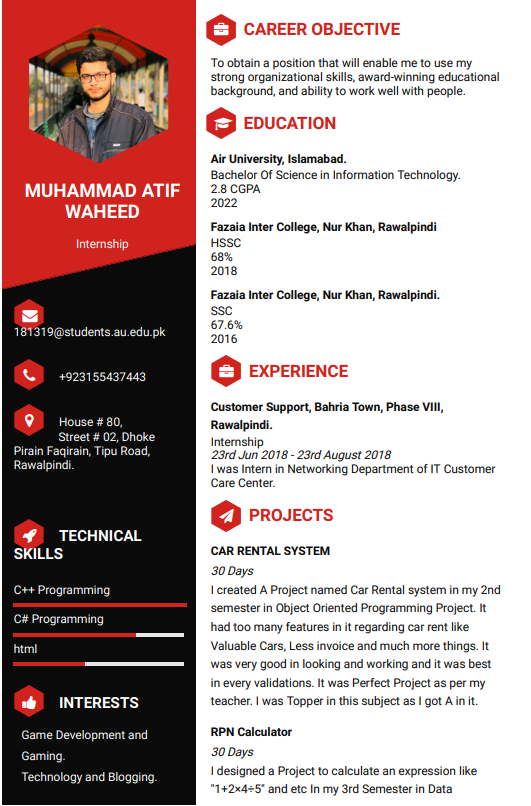 MUHAMMAD ATIF
WAHEED
Internship
181319@students.au.edu.pk
+923155437443
House # 80,
Street # 02, Dhoke
Pirain Faqirain, Tipu Road,
Rawalpindi.
TECHNICAL
SKILLS
C++ Programming
C# Programming
html
INTERESTS
Game Development and
Gaming.
Technology and Blogging.
CAREER OBJECTIVE
To obtain a position that will enable me to use my
strong organizational skills, award-winning educational
background, and ability to work well with people.
EDUCATION
Air University, Islamabad.
Bachelor Of Science in Information Technology.
2.8 CGPA
2022
Fazaia Inter College, Nur Khan, Rawalpindi
HSSC
68%
2018
Fazaia Inter College, Nur Khan, Rawalpindi.
SSC
67.6%
2016
EXPERIENCE
Customer Support, Bahria Town, Phase VIII,
Rawalpindi.
Internship
23rd Jun 2018 - 23rd August 2018
I was Intern in Networking Department of IT Customer
Care Center.
PROJECTS
CAR RENTAL SYSTEM
30 Days
I created A Project named Car Rental system in my 2nd
semester in Object Oriented Programming Project. It
had too many features in it regarding car rent like
Valuable Cars, Less invoice and much more things. It
was very good in looking and working and it was best
in every validations. It was Perfect Project as per my
teacher. I was Topper in this subject as I got A in it.
RPN Calculator
30 Days
I designed a Project to calculate an expression like
"1+2×4÷5" and etc In my 3rd Semester in Data